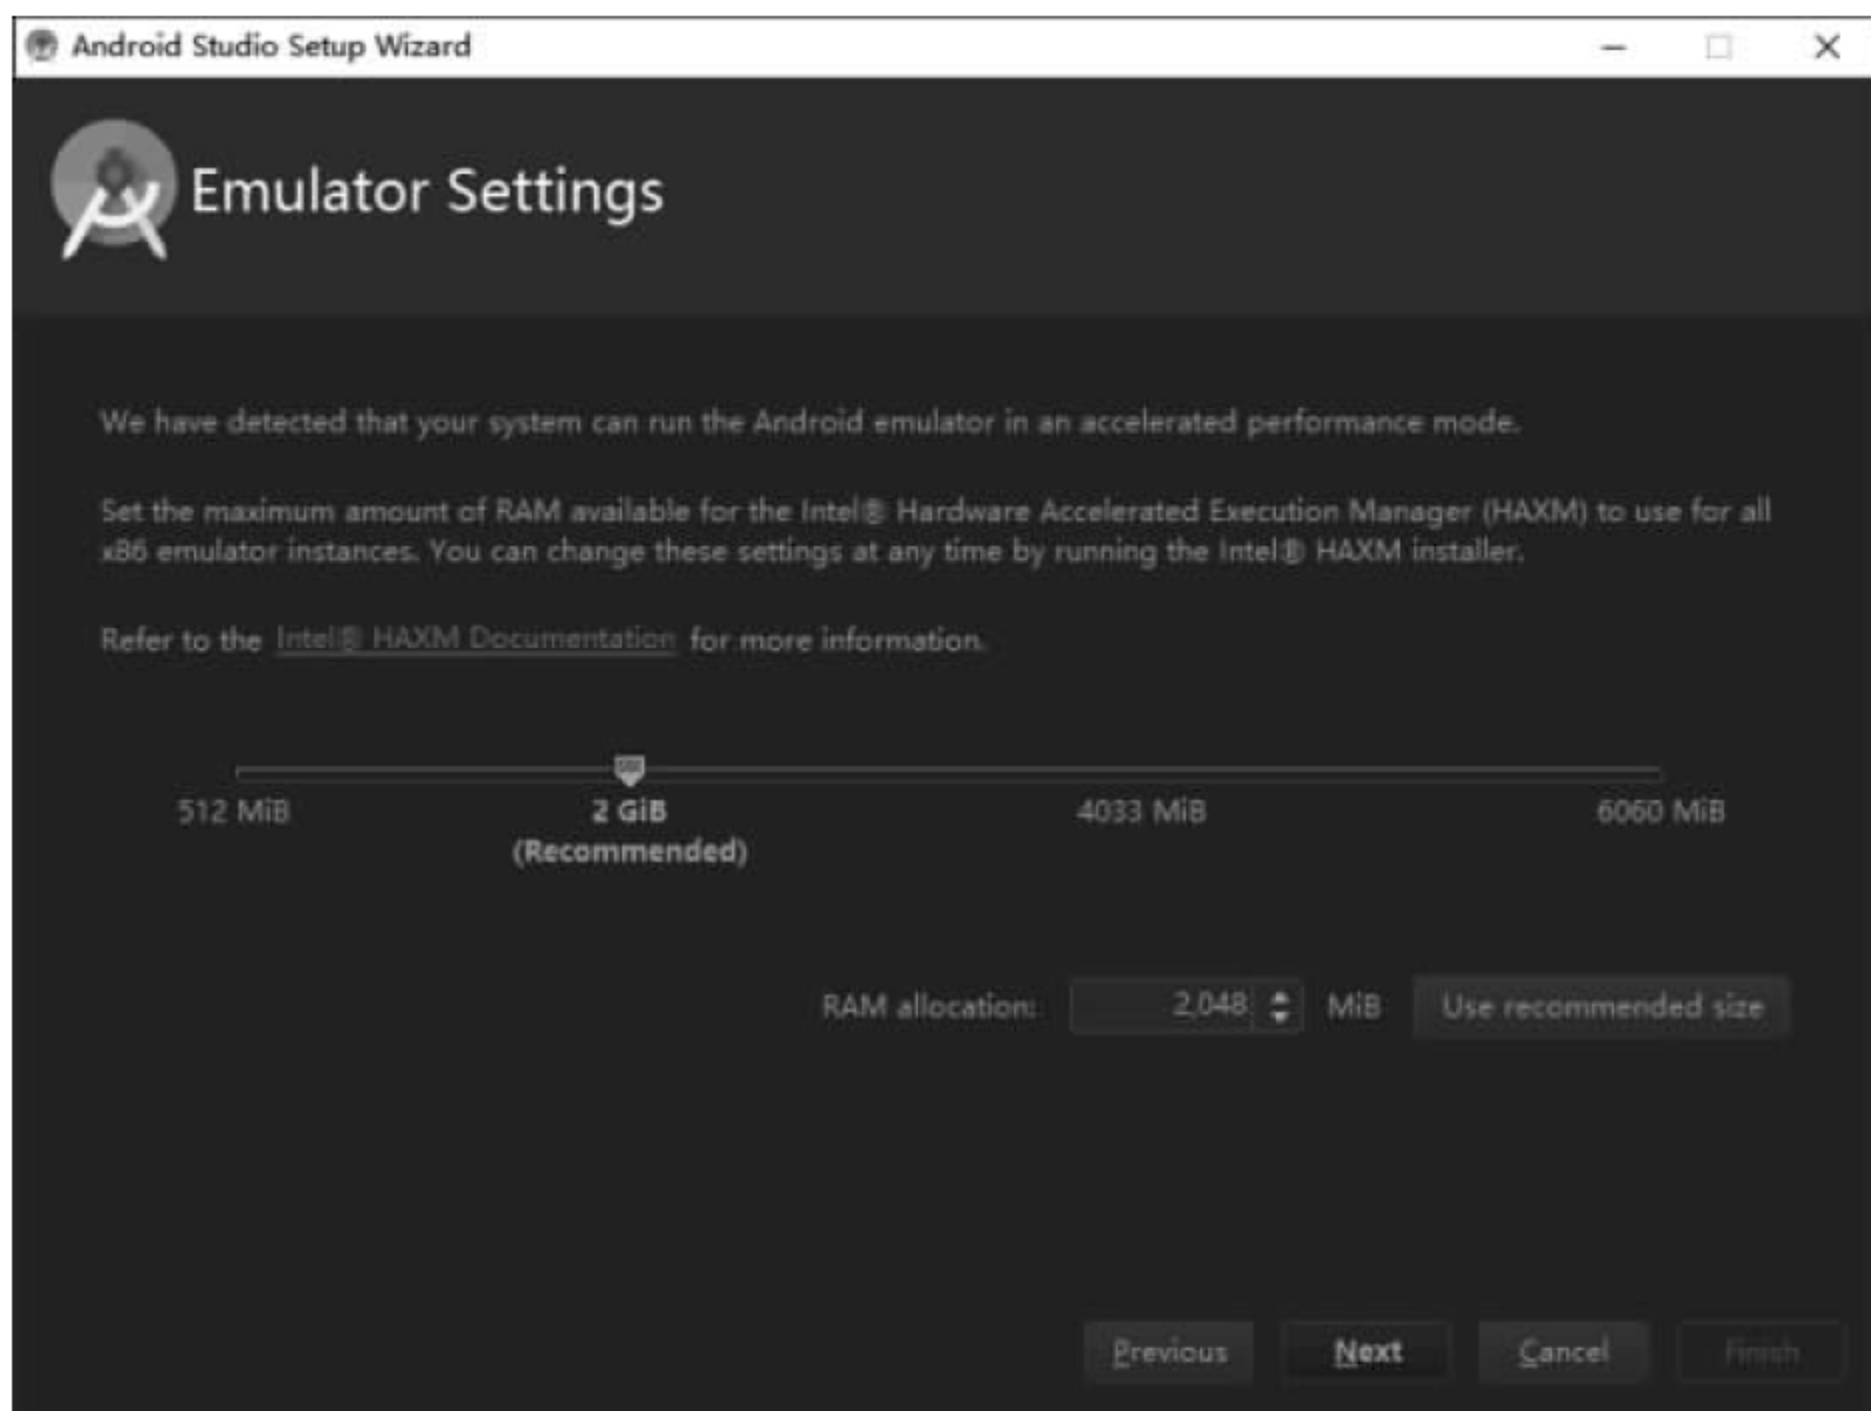 Android Studio Setup Wizard
Emulator Settings
We have detected that your system can run the Android emulator in an accelerated performance mode.
Set the maximum amount of RAM available for the Intel® Hardware Accelerated Execution Manager (HAXM) to use for all
x86 emulator instances. You can change these settings at any time by running the Intel® HAXM installer.
Refer to the Intel® HAXM Documentation for more information.
512 MiB 2 GiB 4033 MiB 6060 MiB
(Recommended)
RAM allocation: 2,048 MiB Use recommended size
Previous Next Cancel Finish